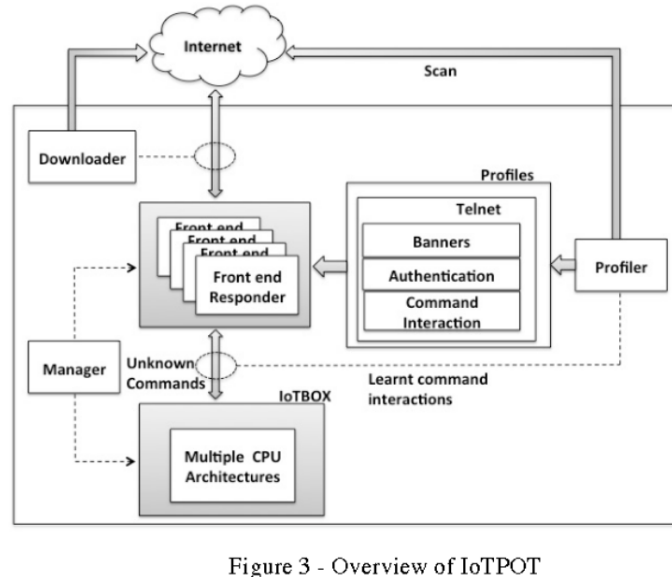 Internet
Scan
Downloader
Profiles
Telnet
Banners
Authentication
Command
Interaction
Profiler
Front end
Front end
Front end
Front end
Responder
Manager
Unknown
Commands
Learnt command
interactions
IoTBOX
Multiple CPU
Architectures
Figure 3 - Overview of IoTPOT